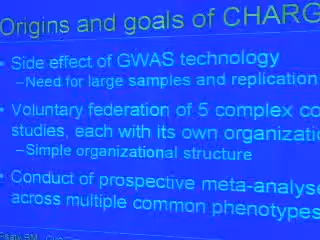 Origins and goals of CHARG
• Side effect of GWAS technology
–Need for large samples and replication
• Voluntary federation of 5 complex co
studies, each with its own organizatio
–Simple organizational structure
• Conduct of prospective meta-analyse
across multiple common phenotypes